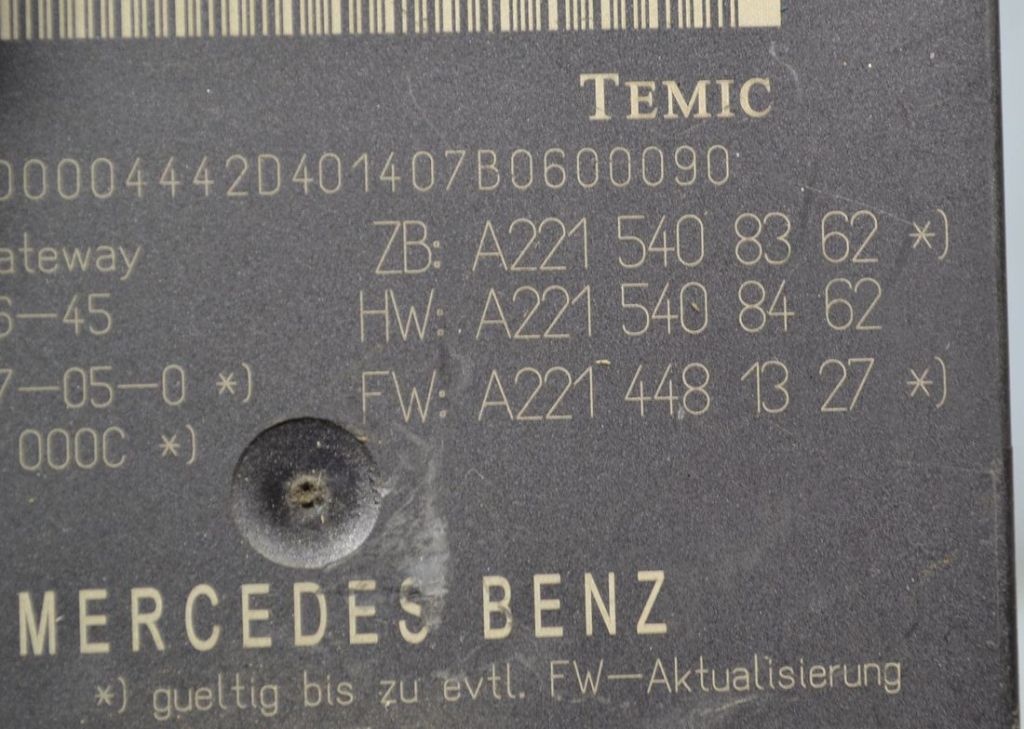 TEMIC
00004442D401407B0600090
ateway ZB: A221 540 83 62 *)
6-45 HW: A221 540 84 62
7-05-0 *) FW: A221 448 13 27 *)
000C *)
MERCEDES BENZ
*) gueltig bis zu evtl. FW-Aktualisierung